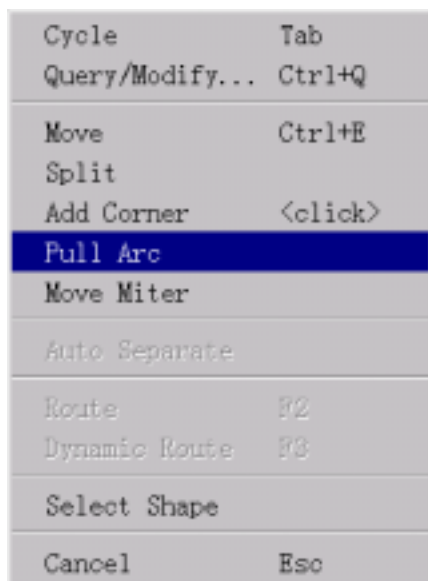 Cycle Tab
Query/Modify... Ctrl+Q
Move Ctrl+E
Split
Add Corner <click>
Pull Arc
Move Miter
Auto Separate
Route F2
Dynamic Route F3
Select Shape
Cancel Esc